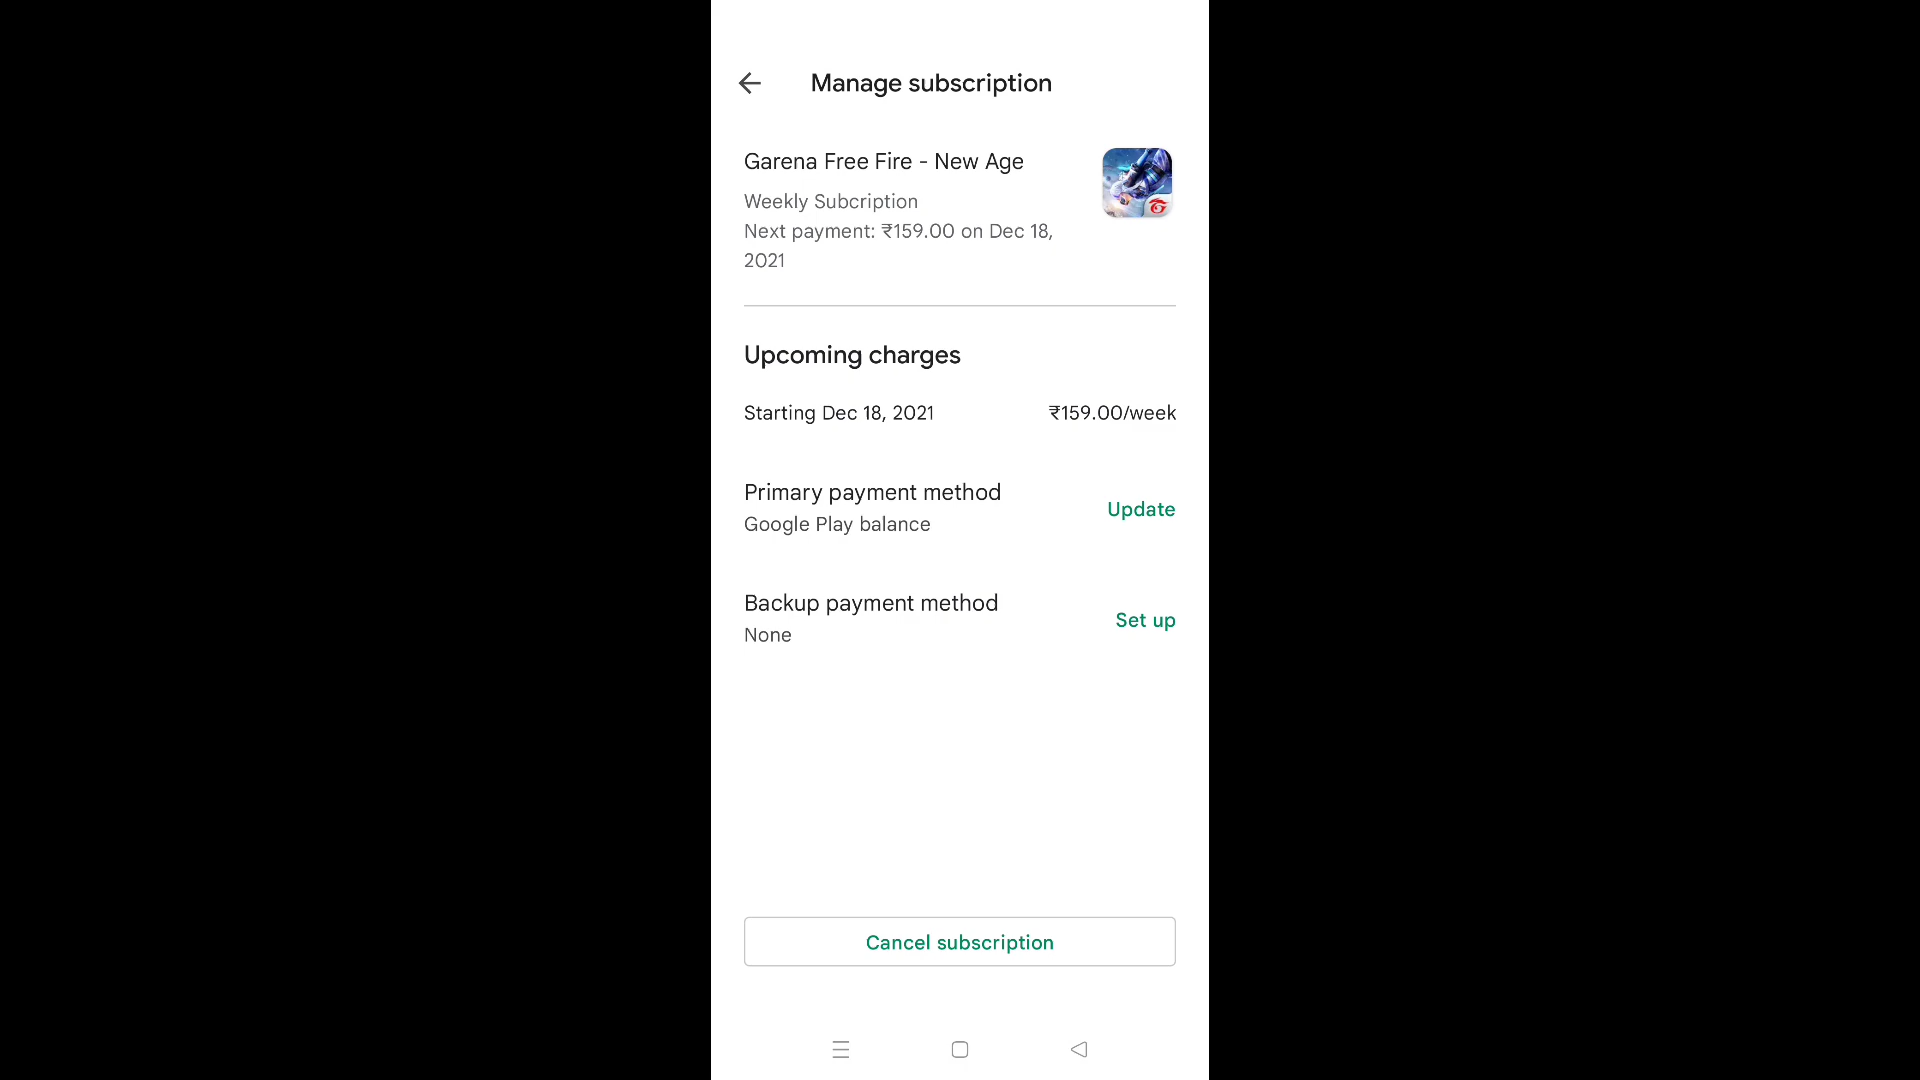 Manage subscription
Garena Free Fire - New Age
Weekly Subcription
Next payment: ₹159.00 on Dec 18,
2021
Upcoming charges
Starting Dec 18, 2021 ₹159.00/week
Primary payment method
Google Play balance
Update
Backup payment method
None
Set up
Cancel subscription